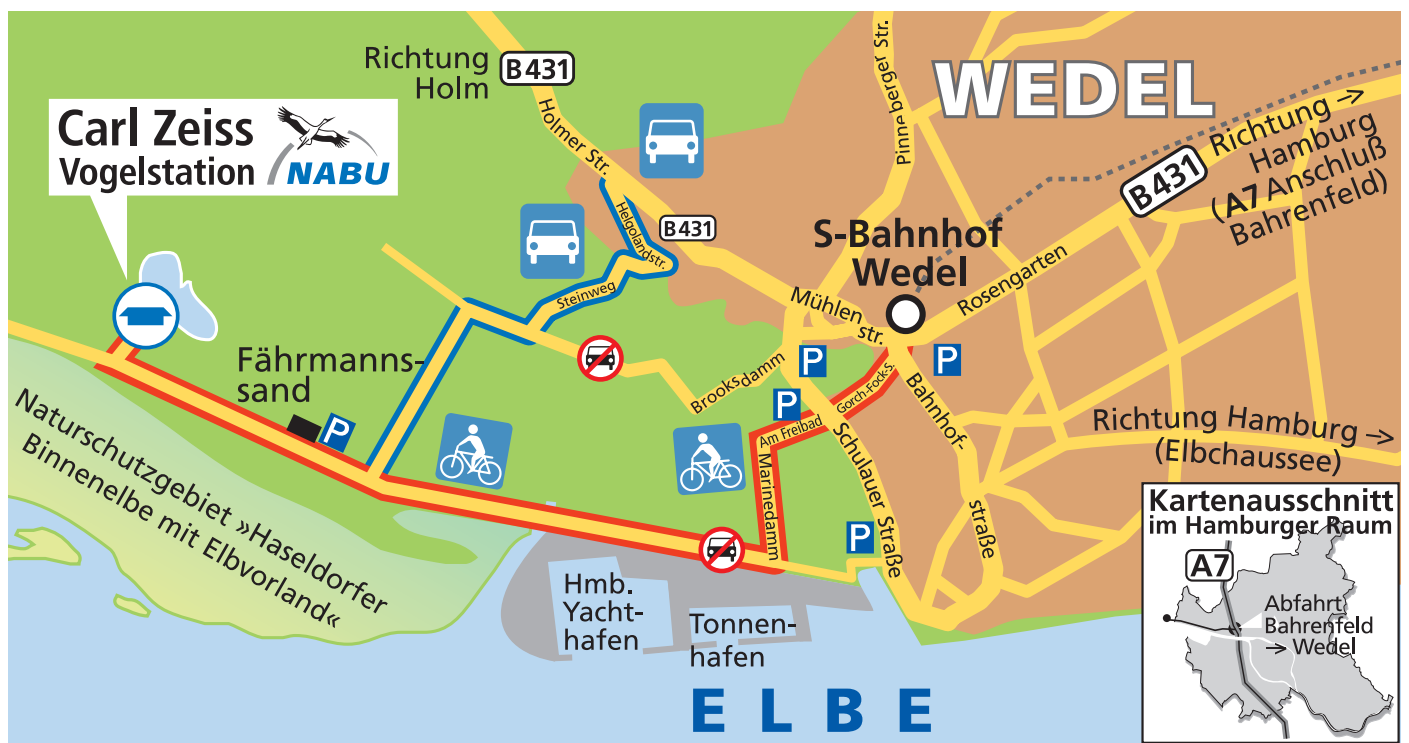 Richtung
Holm
B431
Holmer Str.
Pinneberger Str.
WEDEL
Carl Zeiss
Vogelstation
NABU
Richtung
Hamburg
(A7 Anschluß
Bahrenfeld)
B431
Helgolandstr.
B431
S-Bahnhof
Wedel
Steinweg
Mühlen
str.
Rosengarten
Fährmanns-
sand
P
Brooksdamm
P
P
P
Gorch-Fock-S.
Am Freibad
Bahnhof-
straße
Schulauer Straße
Marinedamm
P
Richtung Hamburg
(Elbchaussee)
Naturschutzgebiet »Haseldorfer
Binnenelbe mit Elbvorland«
Hmb.
Yacht-
hafen
Tonnen-
hafen
ELBE
Kartenausschnitt
im Hamburger Raum
A7
Abfahrt
Bahrenfeld
Wedel